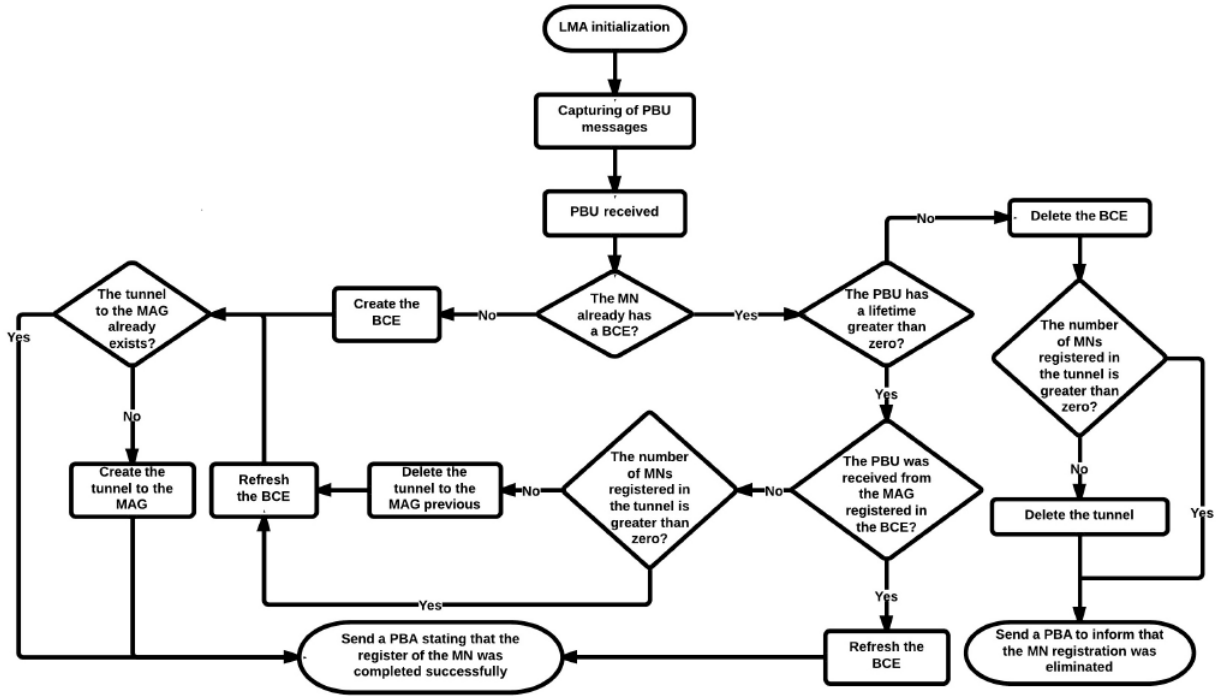 LMA initialization
Capturing of PBU
messages
PBU received
No
Delete the BCE
The tunnel
to the MAG
already
exists?
Create the
BCE
No
The MN
already has
a BCE?
Yes
The PBU has
a lifetime
greater than
zero?
The number
of MNs
registered in
the tunnel is
greater than
zero?
Yes
No
Yes
Create the
tunnel to the
MAG
Refresh
the BCE
Delete the
tunnel to the
MAG previous
No
The number
of MNs
registered in
the tunnel is
greater than
zero?
No
The PBU was
received from
the MAG
registered in
the BCE?
No
Delete the tunnel
Yes
Yes
Yes
Send a PBA stating that the
register of the MN was
completed successfully
Refresh the
BCE
Send a PBA to inform that
the MN registration was
eliminated